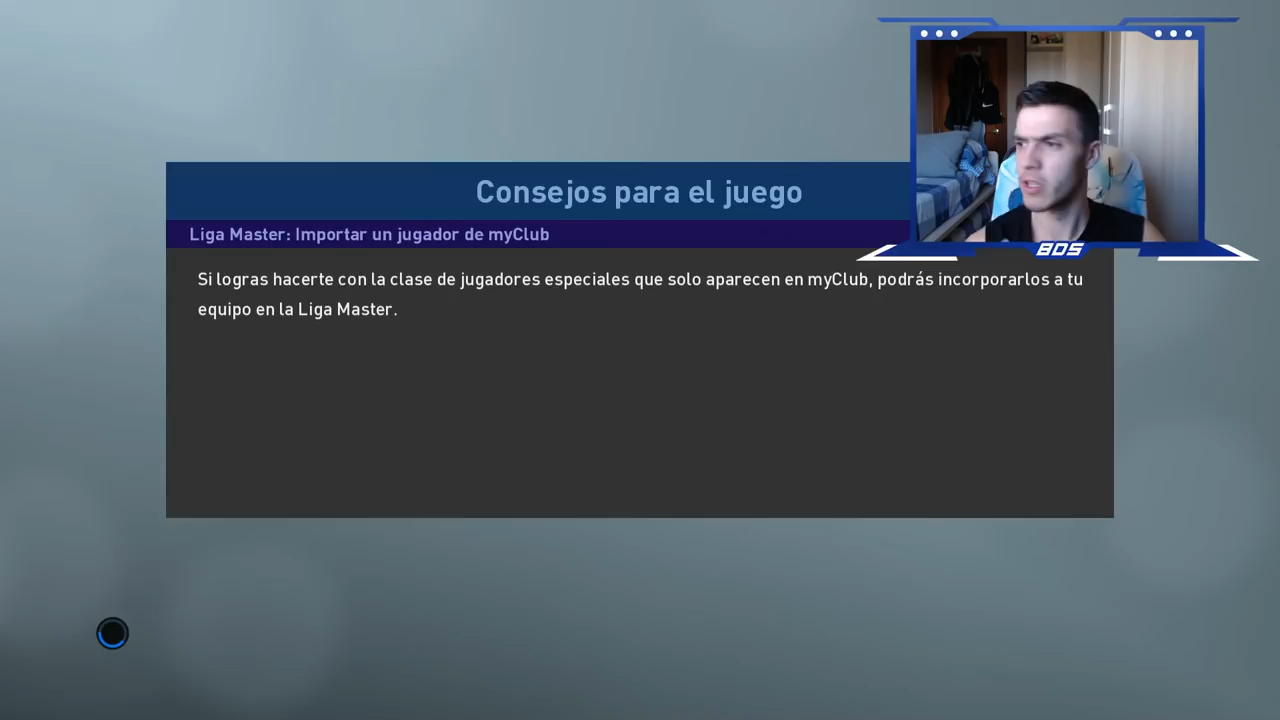 Consejos para el juego
Liga Master: Importar un jugador de myClub
Si logras hacerte con la clase de jugadores especiales que solo aparecen en myClub, podrás incorporarlos a tu
equipo en la Liga Master.
BDS